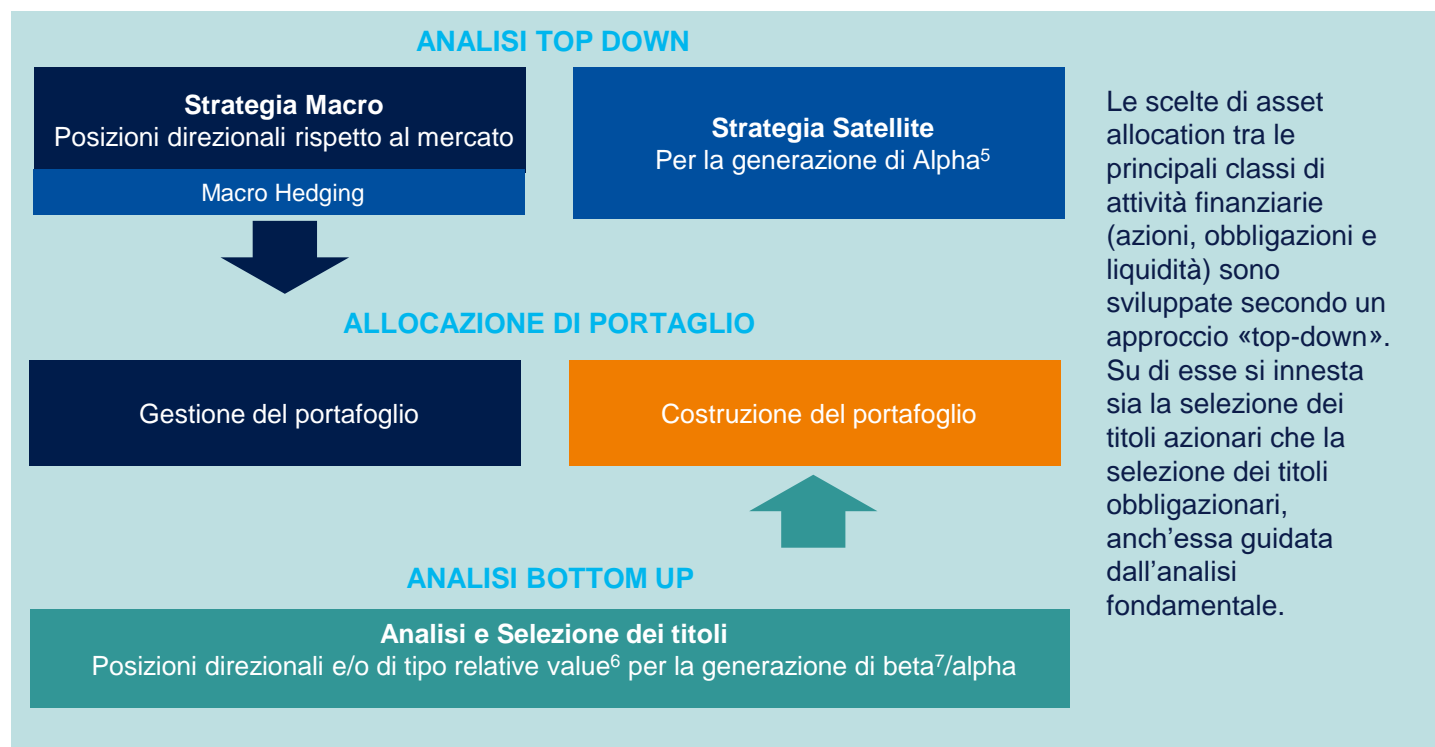 ANALISI TOP DOWN
Strategia Macro
Posizioni direzionali rispetto al mercato
Macro Hedging
Strategia Satellite
Per la generazione di Alpha⁵
ALLOCAZIONE DI PORTAGLIO
Gestione del portafoglio
Costruzione del portafoglio
ANALISI BOTTOM UP
Analisi e Selezione dei titoli
Posizioni direzionali e/o di tipo relative value⁶ per la generazione di beta⁷/alpha
Le scelte di asset
allocation tra le
principali classi di
attività finanziarie
(azioni, obbligazioni e
liquidità) sono
sviluppate secondo un
approccio «top-down».
Su di esse si innesta
sia la selezione dei
titoli azionari che la
selezione dei titoli
obbligazionari,
anch’essa guidata
dall’analisi
fondamentale.